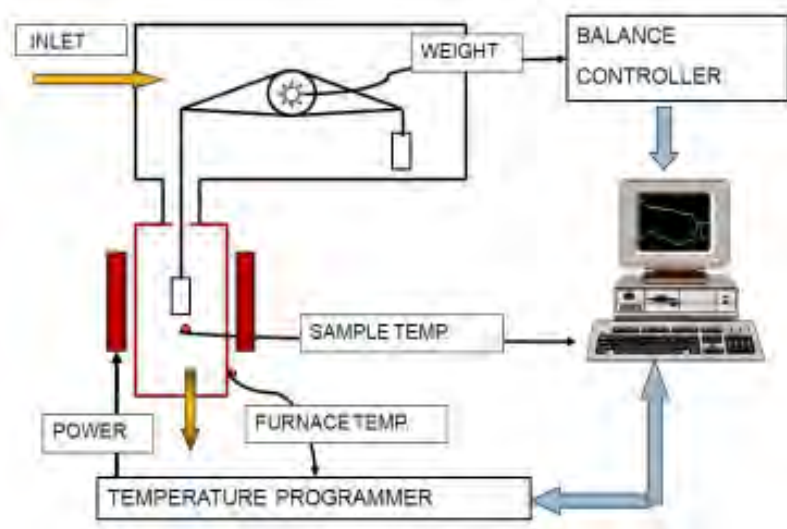 INLET
WEIGHT
BALANCE
CONTROLLER
SAMPLE TEMP
FURNACE TEMP.
POWER
TEMPERATURE PROGRAMMER